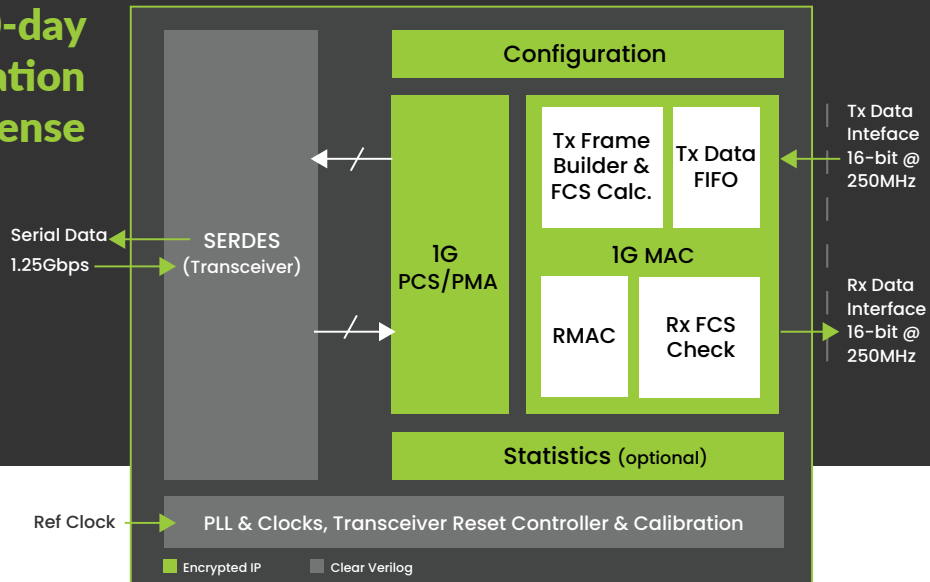 -day
ation
ense
Configuration
Tx Frame
Builder &
FCS Calc.
Tx Data
FIFO
Tx Data
Inteface
16-bit @
250MHz
Serial Data
1.25Gbps
SERDES
(Transceiver)
1G
PCS/PMA
1G MAC
RMAC
Rx FCS
Check
Rx Data
Interface
16-bit @
250MHz
Statistics (optional)
Ref Clock
PLL & Clocks, Transceiver Reset Controller & Calibration
Encrypted IP
Clear Verilog